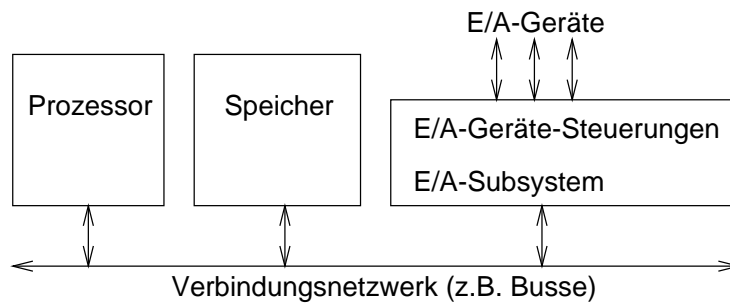 E/A-Geräte
Prozessor
Speicher
E/A-Geräte-Steuerungen
E/A-Subsystem
Verbindungsnetzwerk (z.B. Busse)